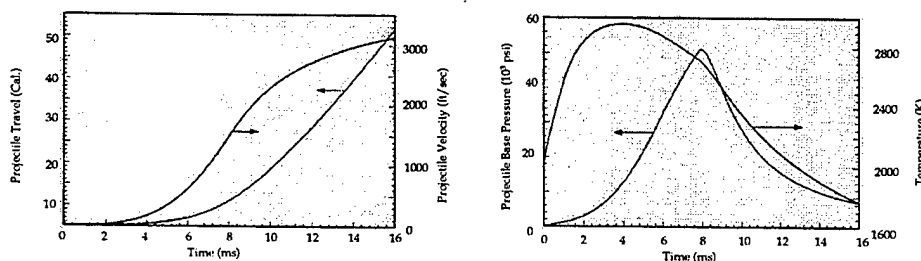 Projectile Travel (Cal.)
50
40
30
20
10
0 2 4 6 8 10 12 14 16
Time (ms)
3000
2000
1000
0
Projectile Velocity (ft/sec)
Projectile Base Pressure (10³ psi)
60
40
20
0
0 2 4 6 8 10 12 14 16
Time (ms)
2800
2400
2000
1800
1600
Temperature (K)